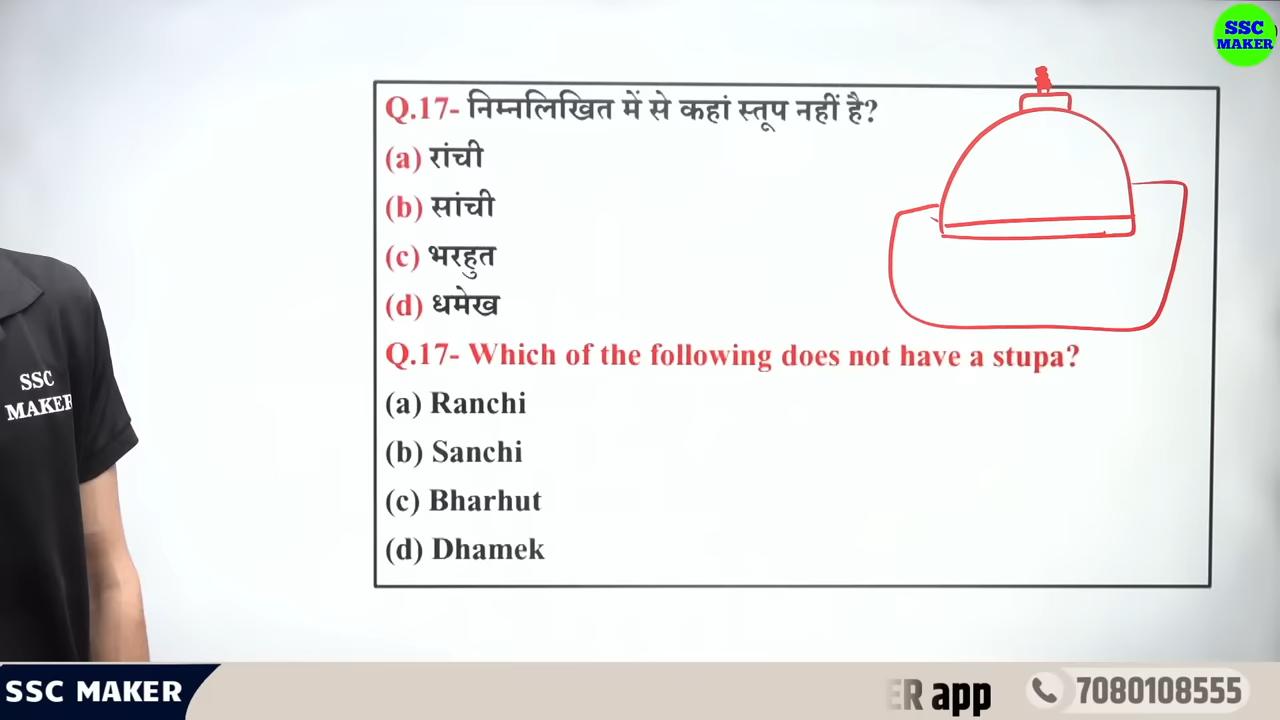 SSC
MAKER
Q.17- निम्नलिखित में से कहां स्तूप नहीं है?
(a) रांची
(b) सांची
(c) भरहुत
(d) धमेख
Q.17- Which of the following does not have a stupa?
(a) Ranchi
(b) Sanchi
(c) Bharhut
(d) Dhamek
SSC
MAKER
SSC MAKER
ER app
7080108555